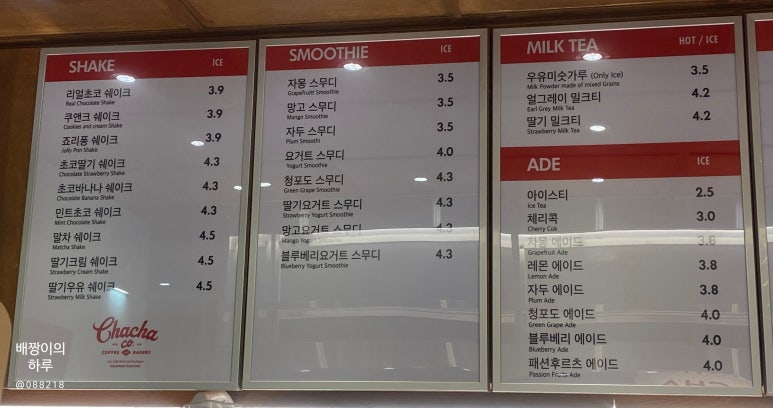 SHAKE ICE
리얼초코 쉐이크 3.9
Real Chocolate Shake
쿠앤크 쉐이크 3.9
Cookies and cream Shake
죠리퐁 쉐이크 3.9
Jolly Pon Shake
초코딸기 쉐이크 4.3
Chocolate Strawberry Shake
초코바나나 쉐이크 4.3
Chocolate Banana Shake
민트초코 쉐이크 4.3
Mint Chocolate Shake
말차 쉐이크 4.5
Matcha Shake
딸기크림 쉐이크 4.5
Strawberry Cream Shake
딸기우유 쉐이크 4.5
Strawberry Milk Shake
Chacha
co.
COFFEE BAKERY
배짱이의
하루
@088218
SMOOTHIE ICE
자몽 스무디 3.5
Grapefruitt Smoothie
망고 스무디 3.5
Mango Smoothie
자두 스무디 3.5
Plum Smoothi
요거트 스무디 4.0
Yogurt Smoothie
청포도 스무디 4.3
Green Grape Smoothie
딸기요거트 스무디 4.3
Strawberry Yogurt Smoothie
망고요거트 스무디 4.3
Mango Yogurt Smoothie
블루베리요거트 스무디 4.3
Blueberry Yogurt Smoothie
MILK TEA HOT / ICE
우유미숫가루 (Only Ice) 3.5
Milk Powder made of mixed Grains
얼그레이 밀크티 4.2
Earl Grey Milk Tea
딸기 밀크티 4.2
Strawberry Milk Tea
ADE ICE
아이스티 2.5
Ice Tea
체리콕 3.0
Cherry Cok
자몽 에이드 3.8
Grapefruit Ade
레몬 에이드 3.8
Lemon Ade
자두 에이드 3.8
Plum Ade
청포도 에이드 4.0
Green Grape Ade
블루베리 에이드 4.0
Blueberry Ade
패션후르츠 에이드 4.0
Passion Fruits Ade